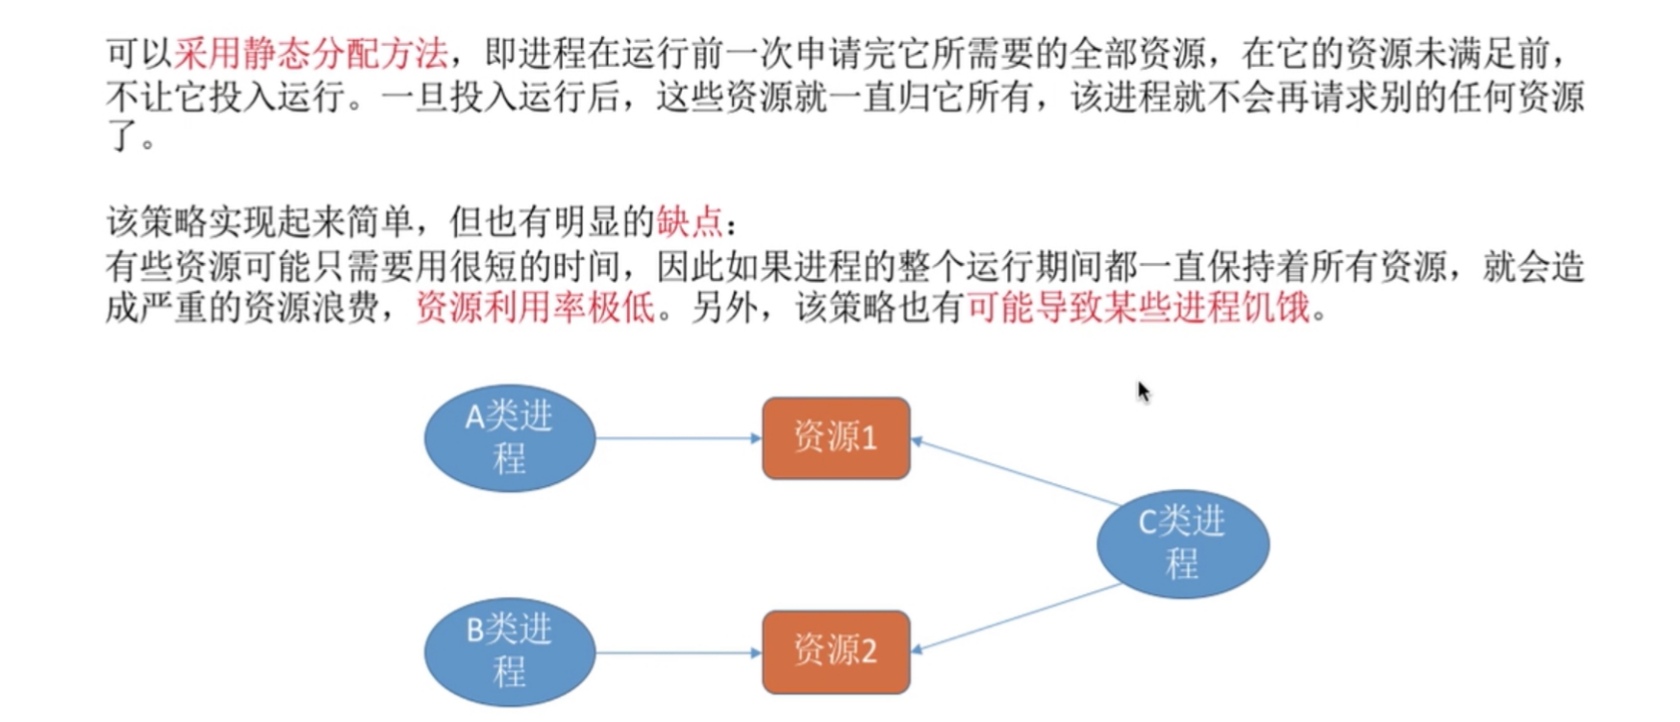 可以采用静态分配方法，即进程在运行前一次申请完它所需要的全部资源，在它的资源未满足前，
不让它投入运行。一旦投入运行后，这些资源就一直归它所有，该进程就不会再请求别的任何资源
了。
该策略实现起来简单，但也有明显的缺点：
有些资源可能只需要用很短的时间，因此如果进程的整个运行期间都一直保持着所有资源，就会造
成严重的资源浪费，资源利用率极低。另外，该策略也有可能导致某些进程饥饿。
A类进
程
资源1
C类进
程
B类进
程
资源2